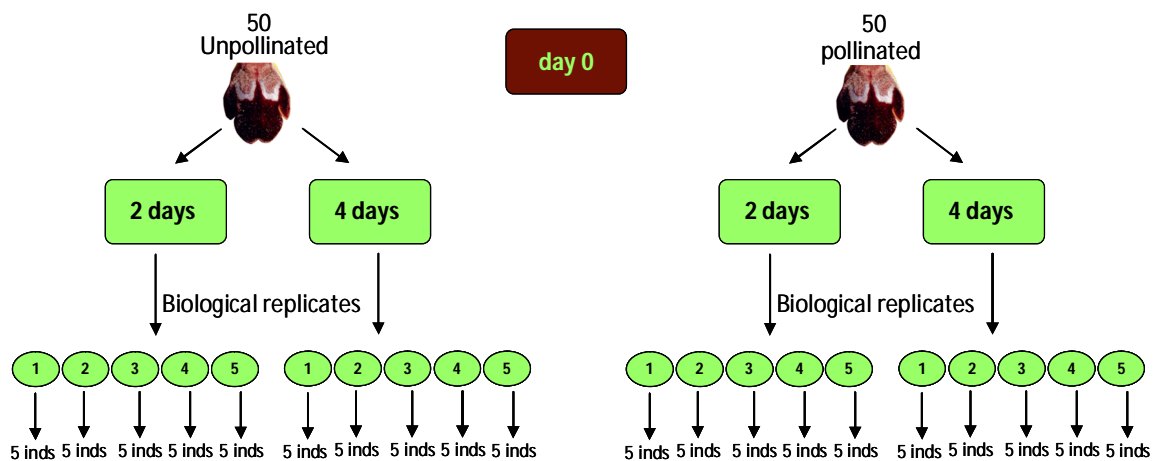 50
Unpollinated
day 0
50
pollinated
2 days
4 days
2 days
4 days
Biological replicates
Biological replicates
1 2 3 4 5
1 2 3 4 5
1 2 3 4 5
1 2 3 4 5
5 inds 5 inds 5 inds 5 inds 5 inds
5 inds 5 inds 5 inds 5 inds 5 inds
5 inds 5 inds 5 inds 5 inds 5 inds
5 inds 5 inds 5 inds 5 inds 5 inds